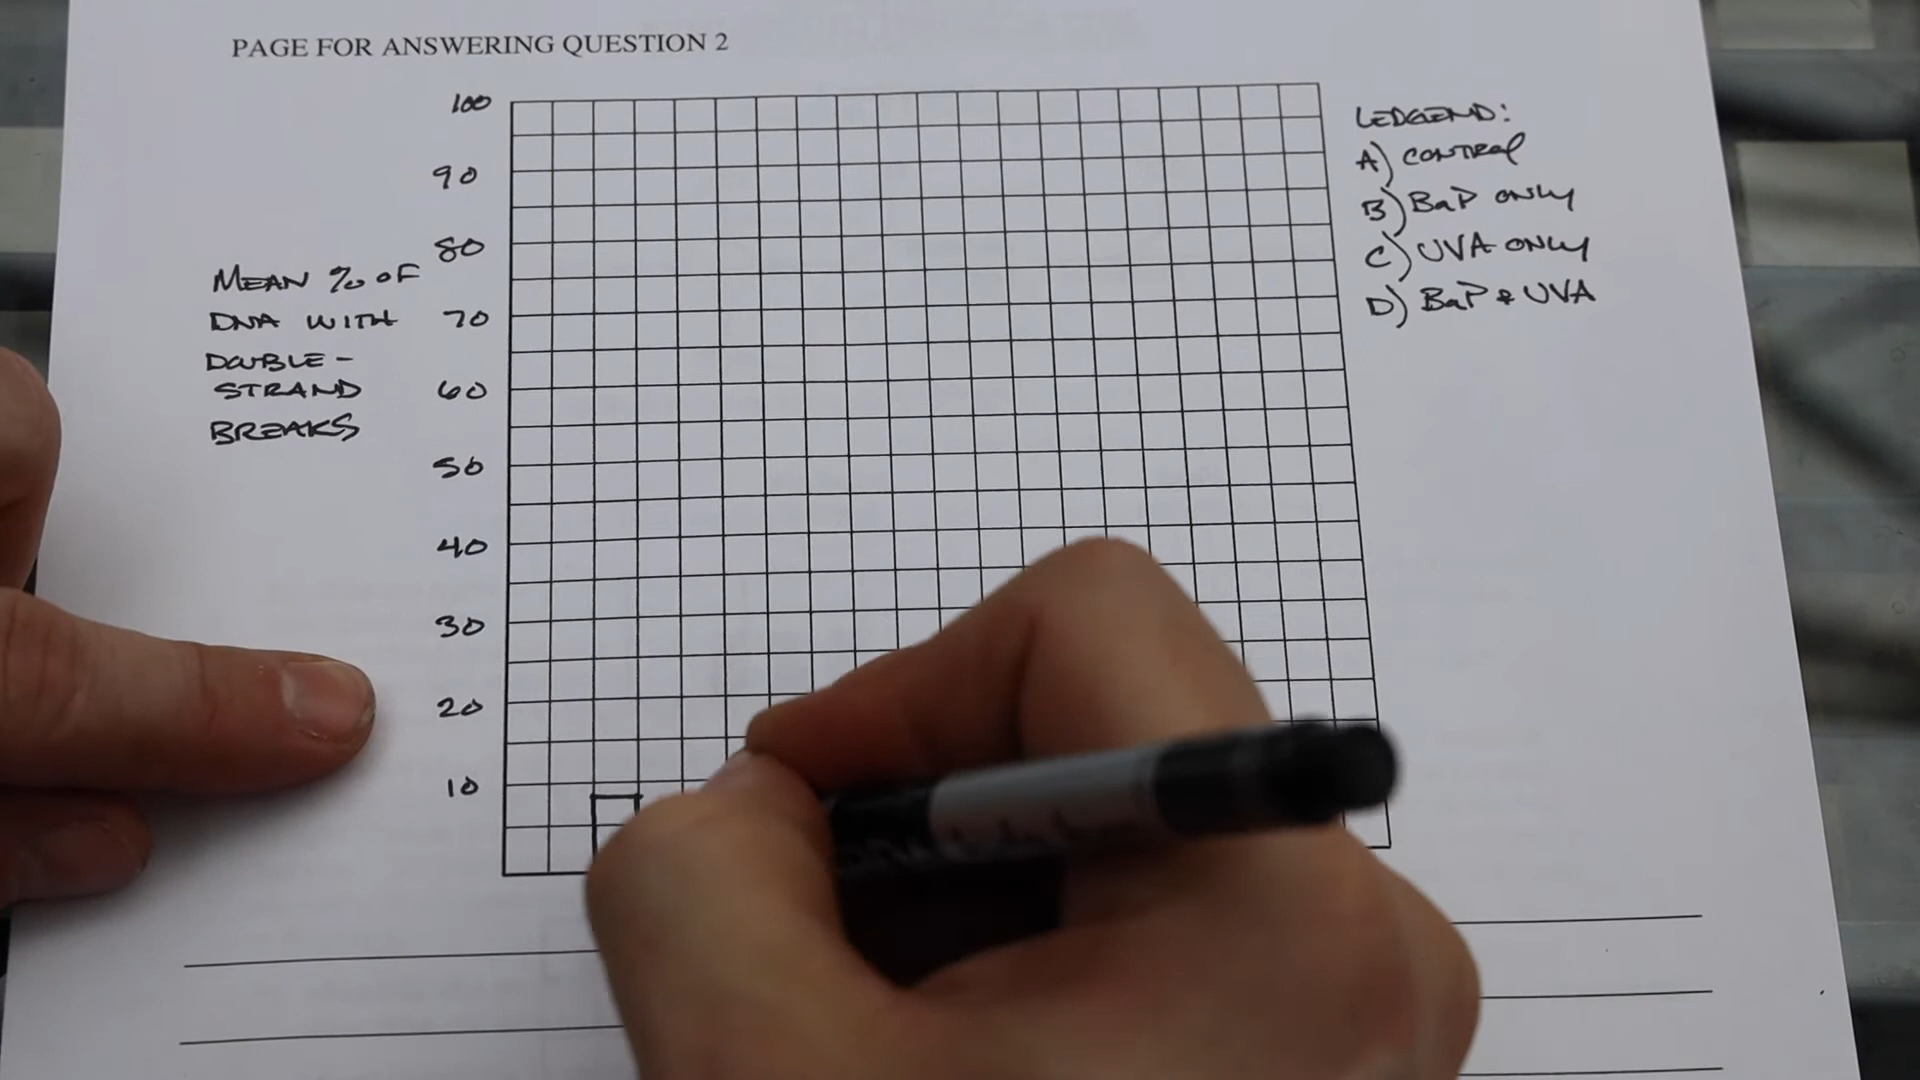 PAGE FOR ANSWERING QUESTION 2
100
90
80
70
60
50
40
30
20
10
MEAN % OF
DNA WITH
DOUBLE-
STRAND
BREAKS
LEDGEND:
A) CONTROL
B) BaP ONLY
C) UVA ONLY
D) BaP & UVA